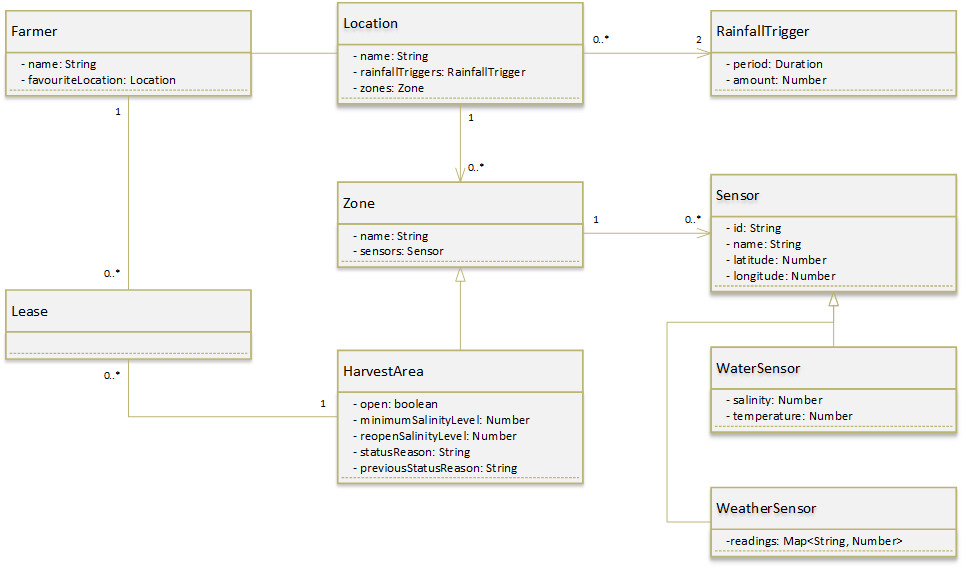 Farmer
- name: String
- favouriteLocation: Location
Location
- name: String
- rainfallTriggers: RainfallTrigger
- zones: Zone
0..*
2
RainfallTrigger
- period: Duration
- amount: Number
1
1
0..*
Zone
- name: String
- sensors: Sensor
1
0..*
Sensor
- id: String
- name: String
- latitude: Number
- longitude: Number
0..*
Lease
0..*
1
HarvestArea
- open: boolean
- minimumSalinityLevel: Number
- reopenSalinityLevel: Number
- statusReason: String
- previousStatusReason: String
WaterSensor
- salinity: Number
- temperature: Number
WeatherSensor
-readings: Map<String, Number>